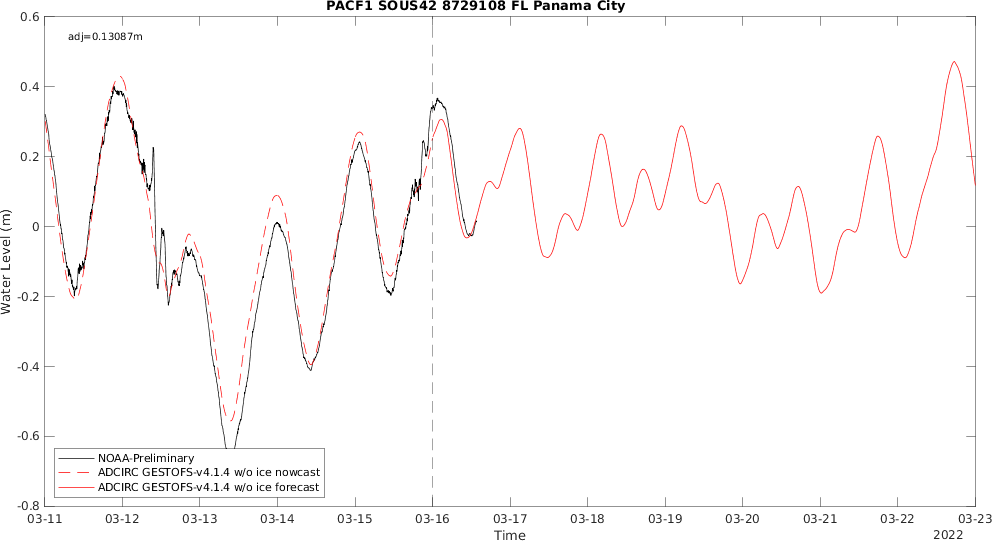 PACF1 SOUS42 8729108 FL Panama City
adj=0.13087m
Water Level (m)
0.6
0.4
0.2
0
-0.2
-0.4
-0.6
-0.8
NOAA-Preliminary
ADCIRC GESTOFS-v4.1.4 w/o ice nowcast
ADCIRC GESTOFS-v4.1.4 w/o ice forecast
03-11 03-12 03-13 03-14 03-15 03-16 03-17 03-18 03-19 03-20 03-21 03-22 03-23
Time
2022